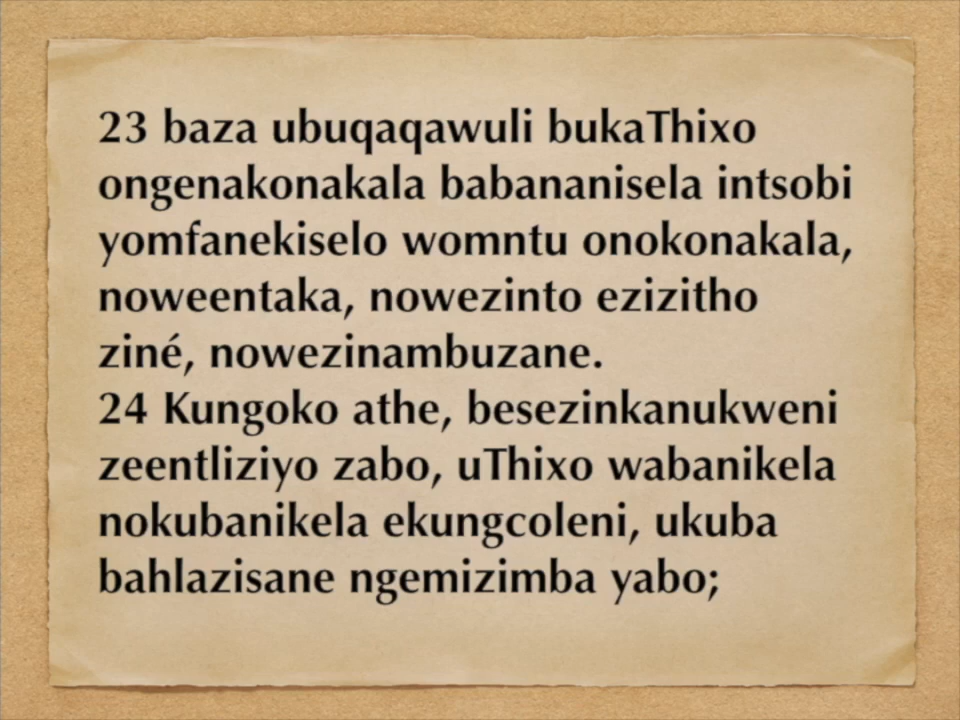 23 baza ubuqaqawuli bukaThixo
ongenakonakala babananisela intsobi
yomfanekiselo womntu onokonakala,
noweentaka, nowezinto ezizitho
ziné, nowezinambuzane.
24 Kungoko athe, besezinkanukweni
zeentliziyo zabo, uThixo wabanikela
nokubanikela ekungcoleni, ukuba
bahlazisane ngemizimba yabo;